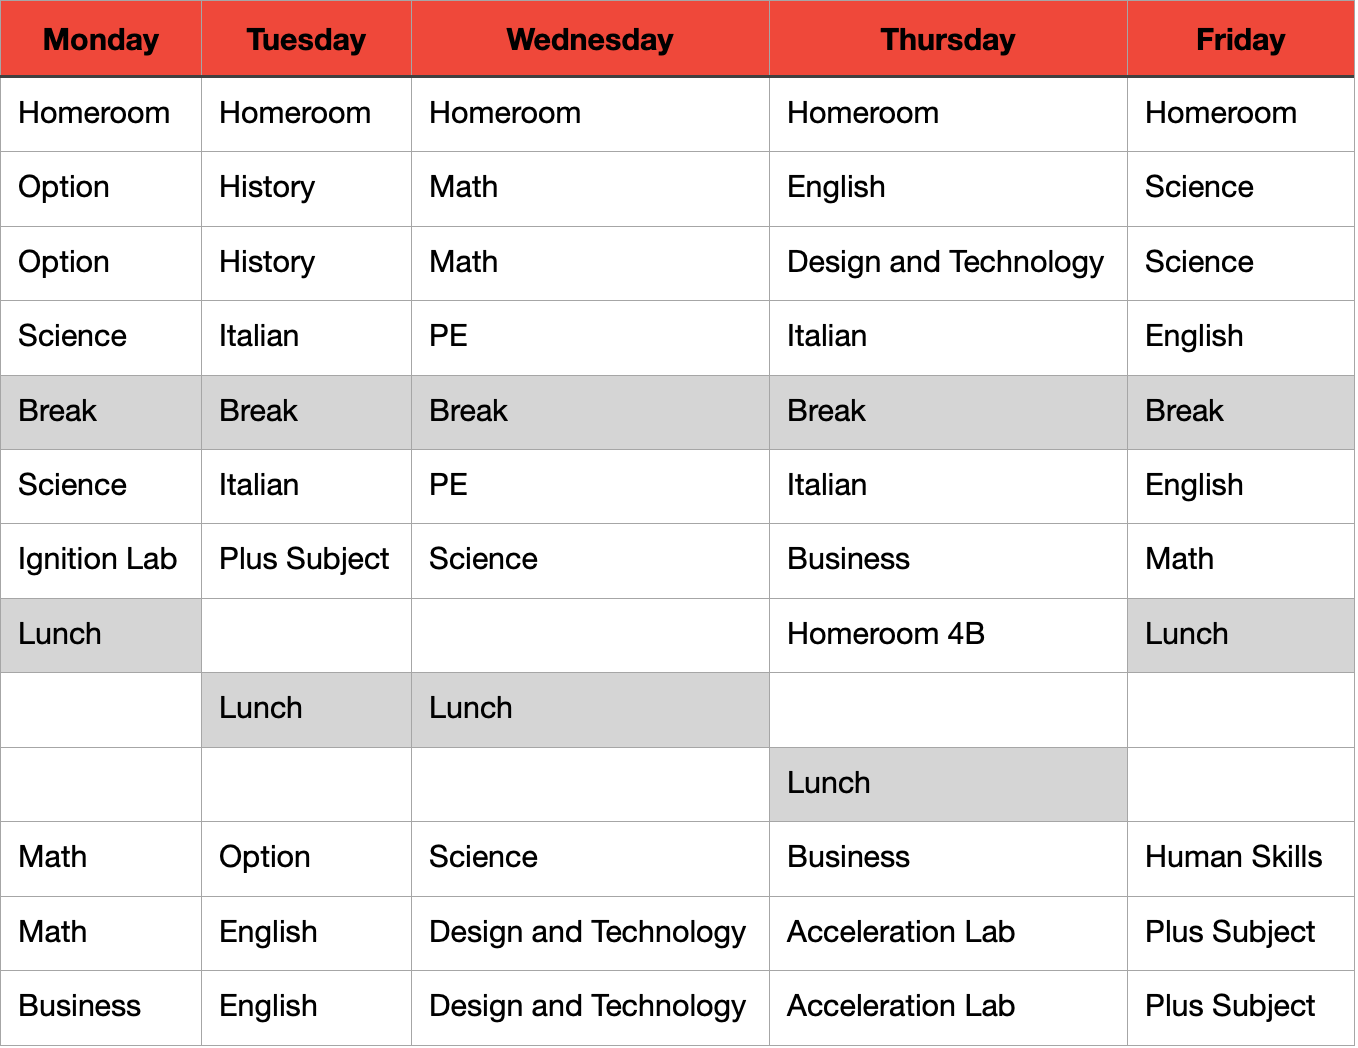 Monday Tuesday Wednesday Thursday Friday
Homeroom Homeroom Homeroom Homeroom Homeroom
Option History Math English Science
Option History Math Design and Technology Science
Science Italian PE Italian English
Break Break Break Break Break
Science Italian PE Italian English
Ignition Lab Plus Subject Science Business Math
Lunch Homeroom 4B Lunch
Lunch Lunch
Lunch
Math Option Science Business Human Skills
Math English Design and Technology Acceleration Lab Plus Subject
Business English Design and Technology Acceleration Lab Plus Subject